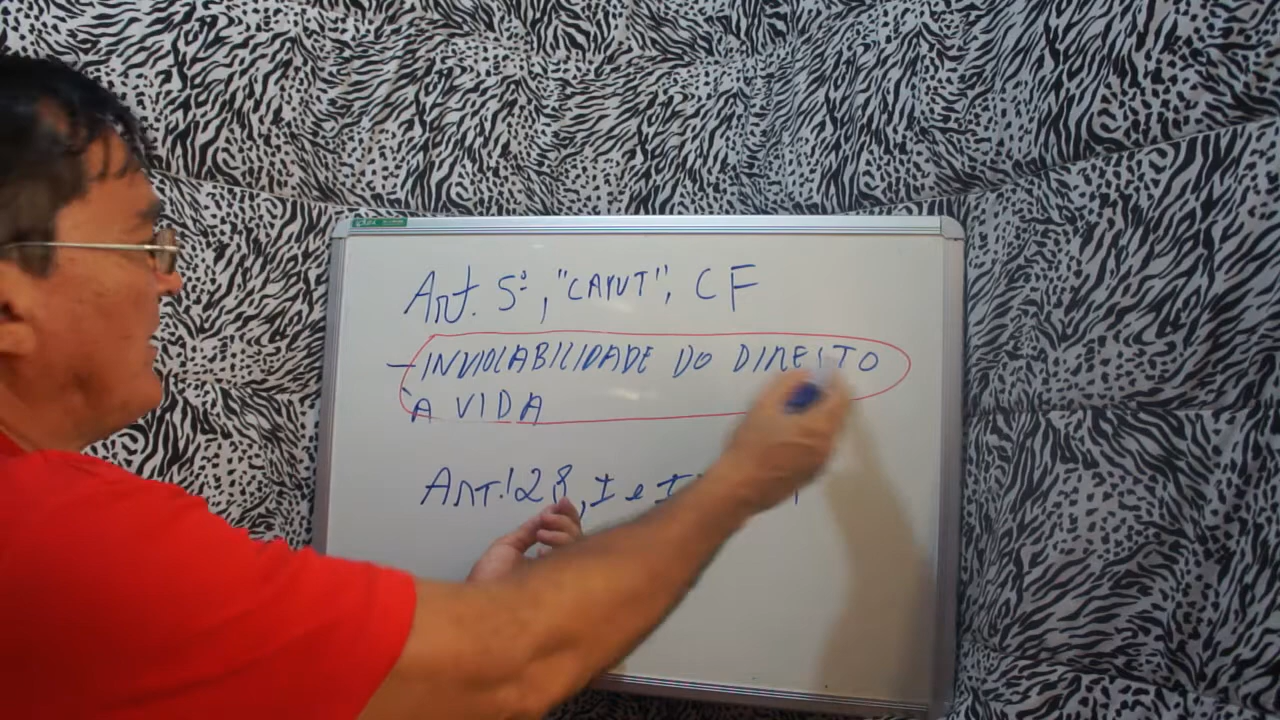 Art. 5º, "CAPUT", CF
- INVIOLABILIDADE DO DIREITO
À VIDA
ART. 128, I e